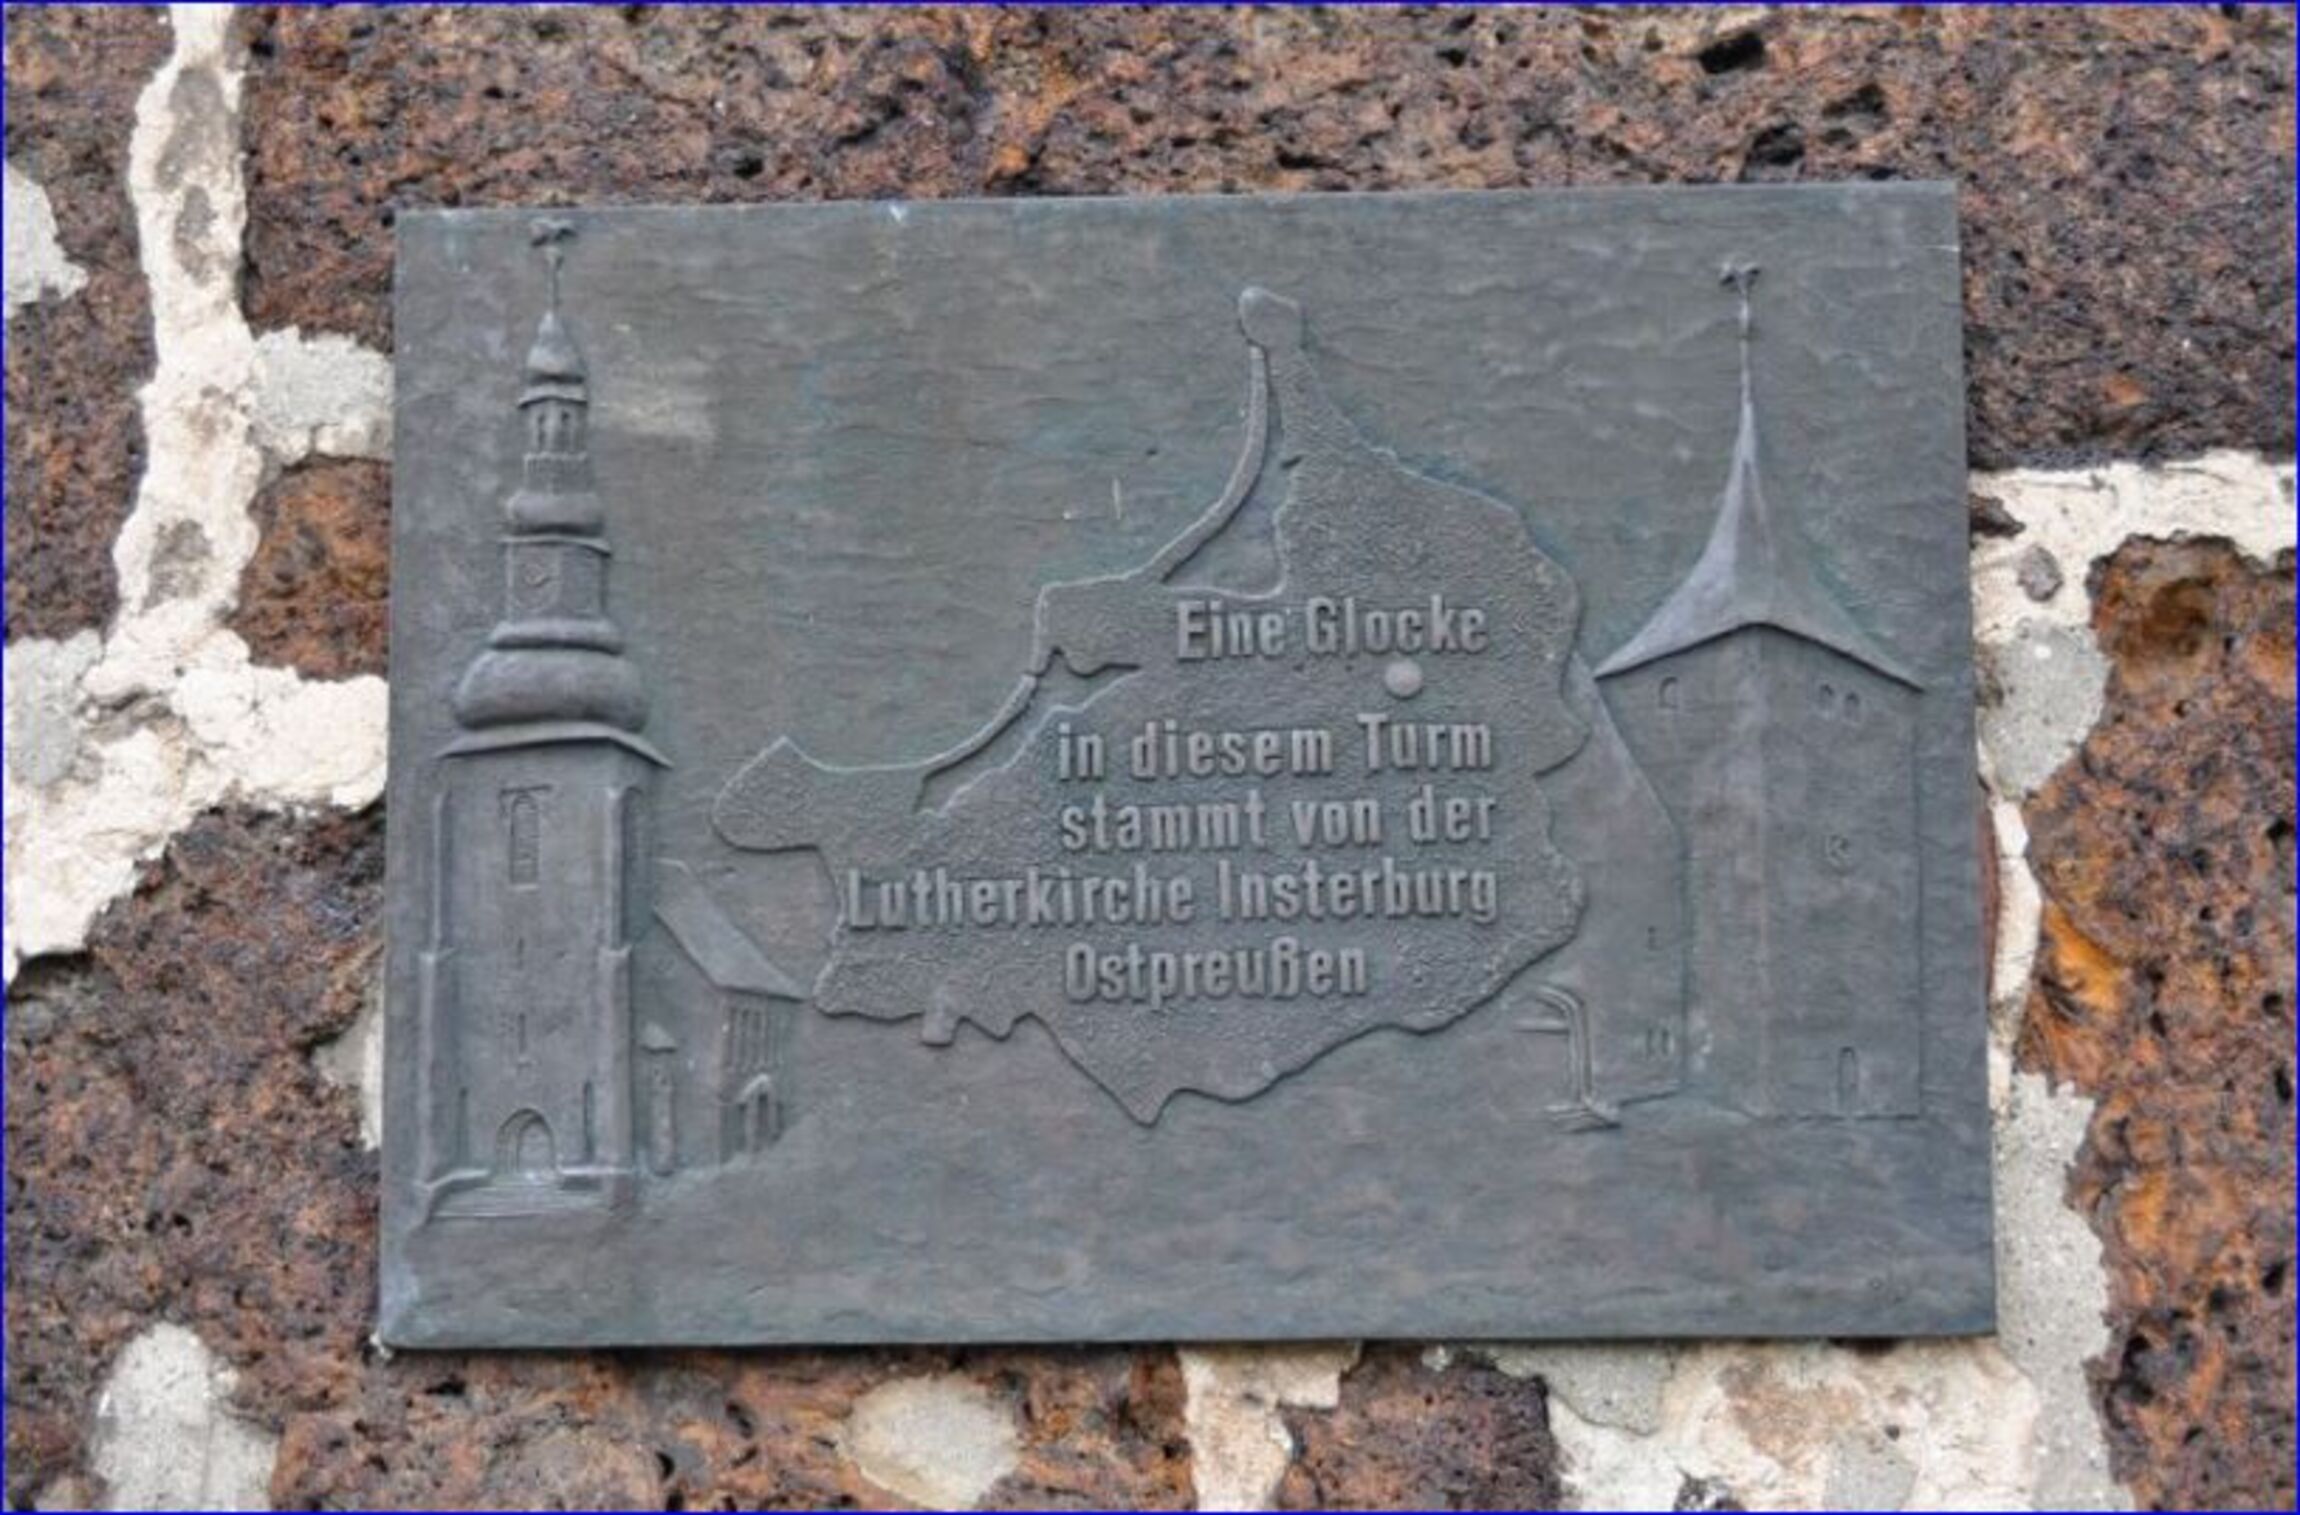 Eine Glocke
in diesem Turm
stammt von der
Lutherkirche Insterburg
Ostpreußen